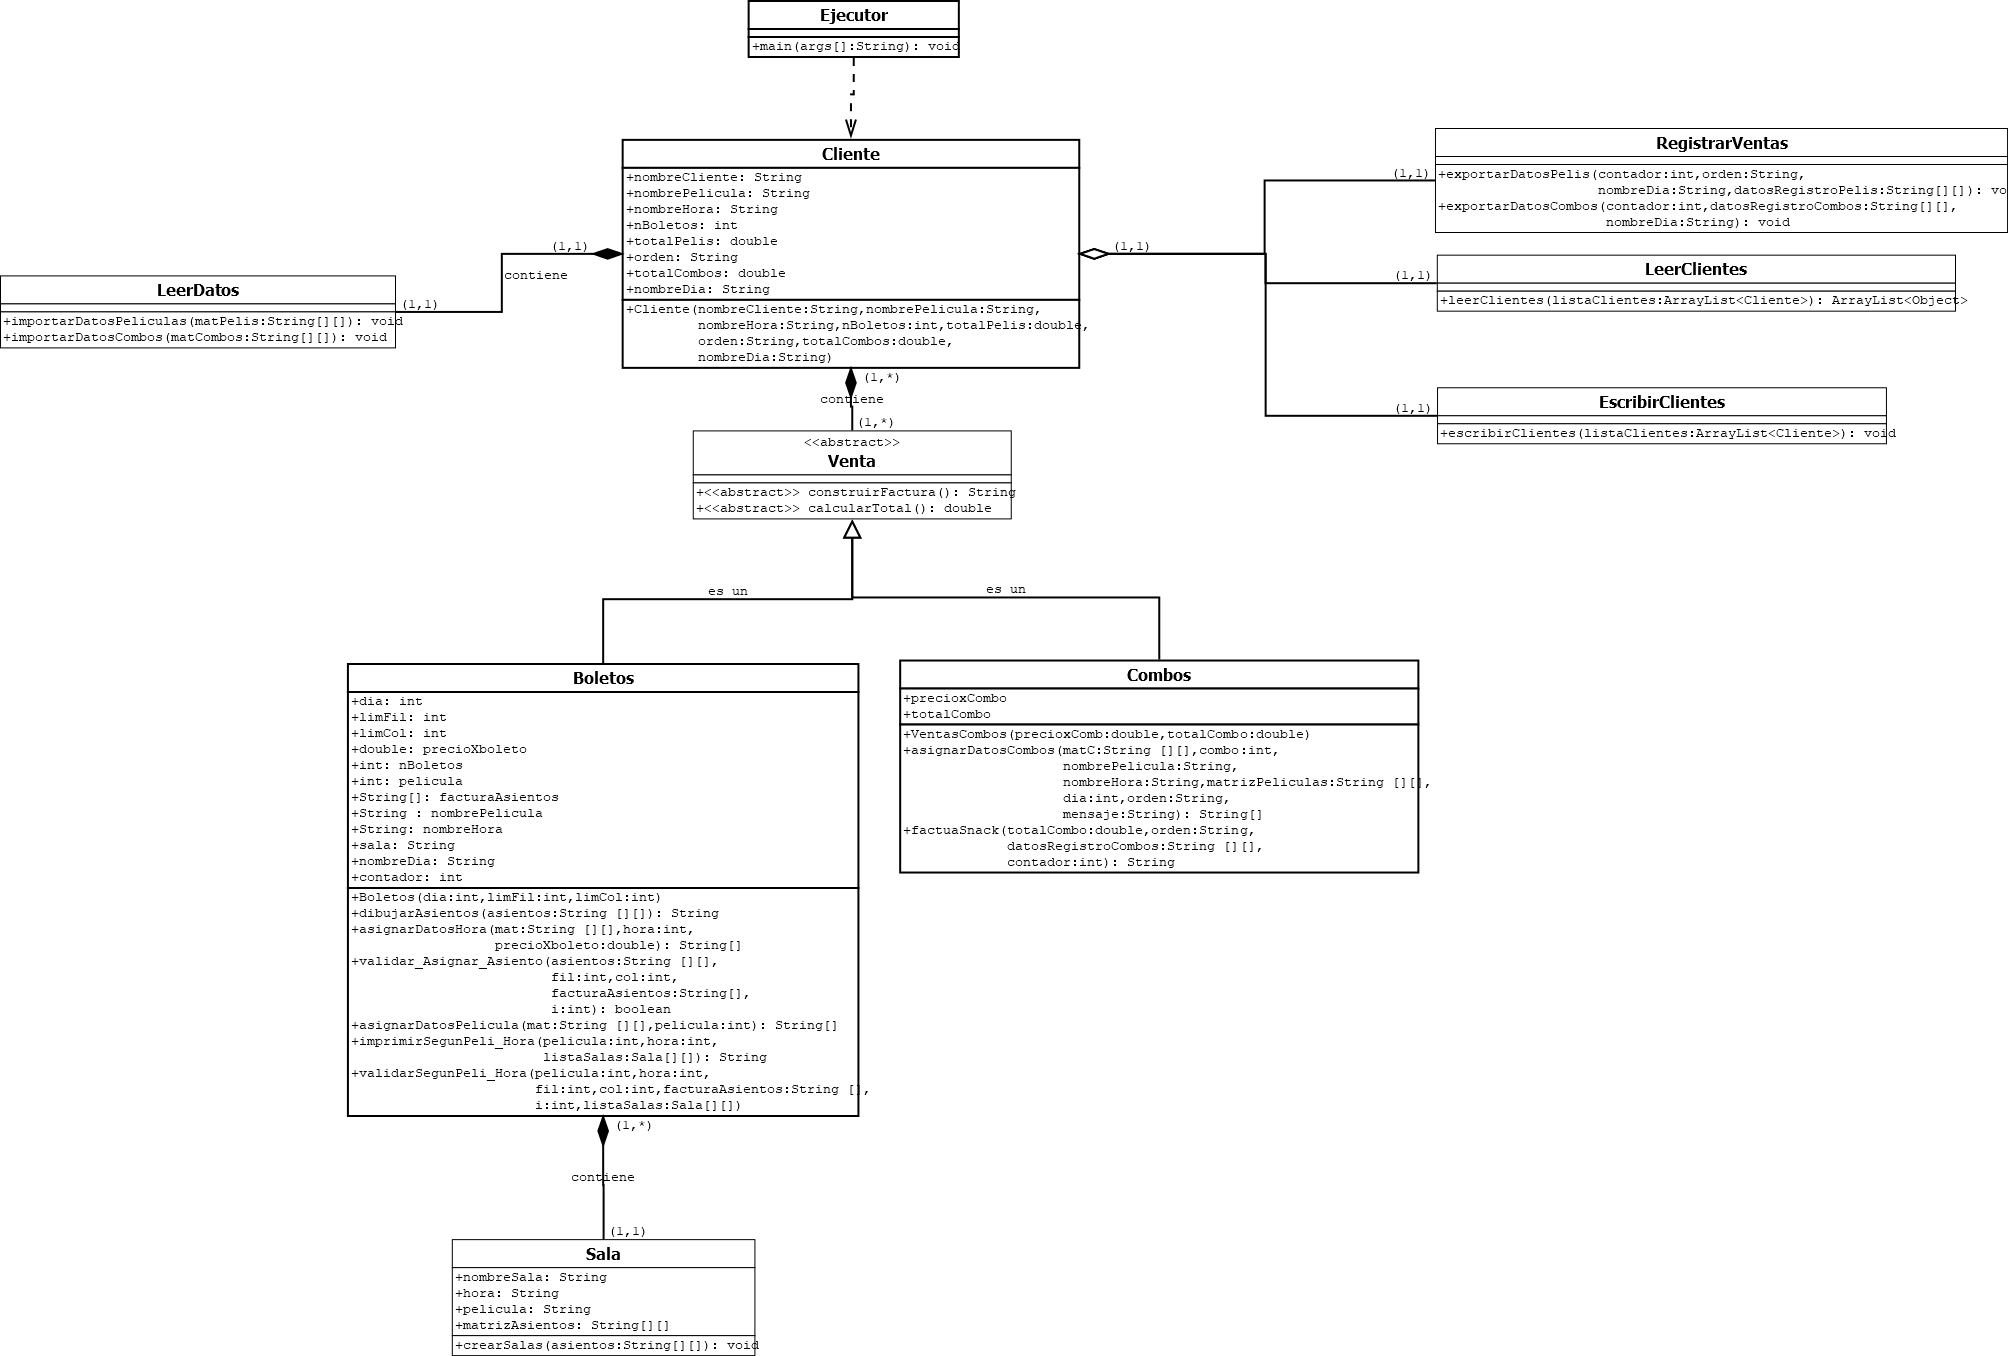 Ejecutor
+main(args[]:String): void
Cliente
+nombreCliente: String
+nombrePelicula: String
+nombreHora: String
+nBoletos: int
+totalPelis: double
+orden: String
+totalCombos: double
+nombreDia: String
+Cliente(nombreCliente:String,nombrePelicula:String,
nombreHora:String,nBoletos:int,totalPelis:double,
orden:String,totalCombos:double,
nombreDia:String)
(1,1)
contiene
(1,1)
LeerDatos
+importarDatosPeliculas(matPelis:String[][]): void
+importarDatosCombos(matCombos:String[][]): void
(1,1)
(1,1)
RegistrarVentas
+exportarDatosPelis(contador:int,orden:String,
nombreDia:String,datosRegistroPelis:String[][]): vo
+exportarDatosCombos(contador:int,datosRegistroCombos:String[][],
nombreDia:String): void
(1,1)
LeerClientes
+leerClientes(listaClientes:ArrayList<Cliente>): ArrayList<Object>
(1,1)
EscribirClientes
+escribirClientes(listaClientes:ArrayList<Cliente>): void
(1,*)
contiene
(1,*)
<<abstract>>
Venta
+<<abstract>> construirFactura(): String
+<<abstract>> calcularTotal(): double
es un
es un
Boletos
+dia: int
+limFil: int
+limCol: int
+double: precioXboleto
+int: nBoletos
+int: pelicula
+String[]: facturaAsientos
+String : nombrePelicula
+String: nombreHora
+sala: String
+nombreDia: String
+contador: int
+Boletos(dia:int,limFil:int,limCol:int)
+dibujarAsientos(asientos:String [][]): String
+asignarDatosHora(mat:String [][],hora:int,
precioXboleto:double): String[]
+validar_Asignar_Asiento(asientos:String [][],
fil:int,col:int,
facturaAsientos:String[],
i:int): boolean
+asignarDatosPelicula(mat:String [][],pelicula:int): String[]
+imprimirSegunPeli_Hora(pelicula:int,hora:int,
listaSalas:Sala[][]): String
+validarSegunPeli_Hora(pelicula:int,hora:int,
fil:int,col:int,facturaAsientos:String [],
i:int,listaSalas:Sala[][])
Combos
+precioxCombo
+totalCombo
+VentasCombos(precioxComb:double,totalCombo:double)
+asignarDatosCombos(matC:String [][],combo:int,
nombrePelicula:String,
nombreHora:String,matrizPeliculas:String [][],
dia:int,orden:String,
mensaje:String): String[]
+factuaSnack(totalCombo:double,orden:String,
datosRegistroCombos:String [][],
contador:int): String
(1,*)
contiene
(1,1)
Sala
+nombreSala: String
+hora: String
+pelicula: String
+matrizAsientos: String[][]
+crearSalas(asientos:String[][]): void